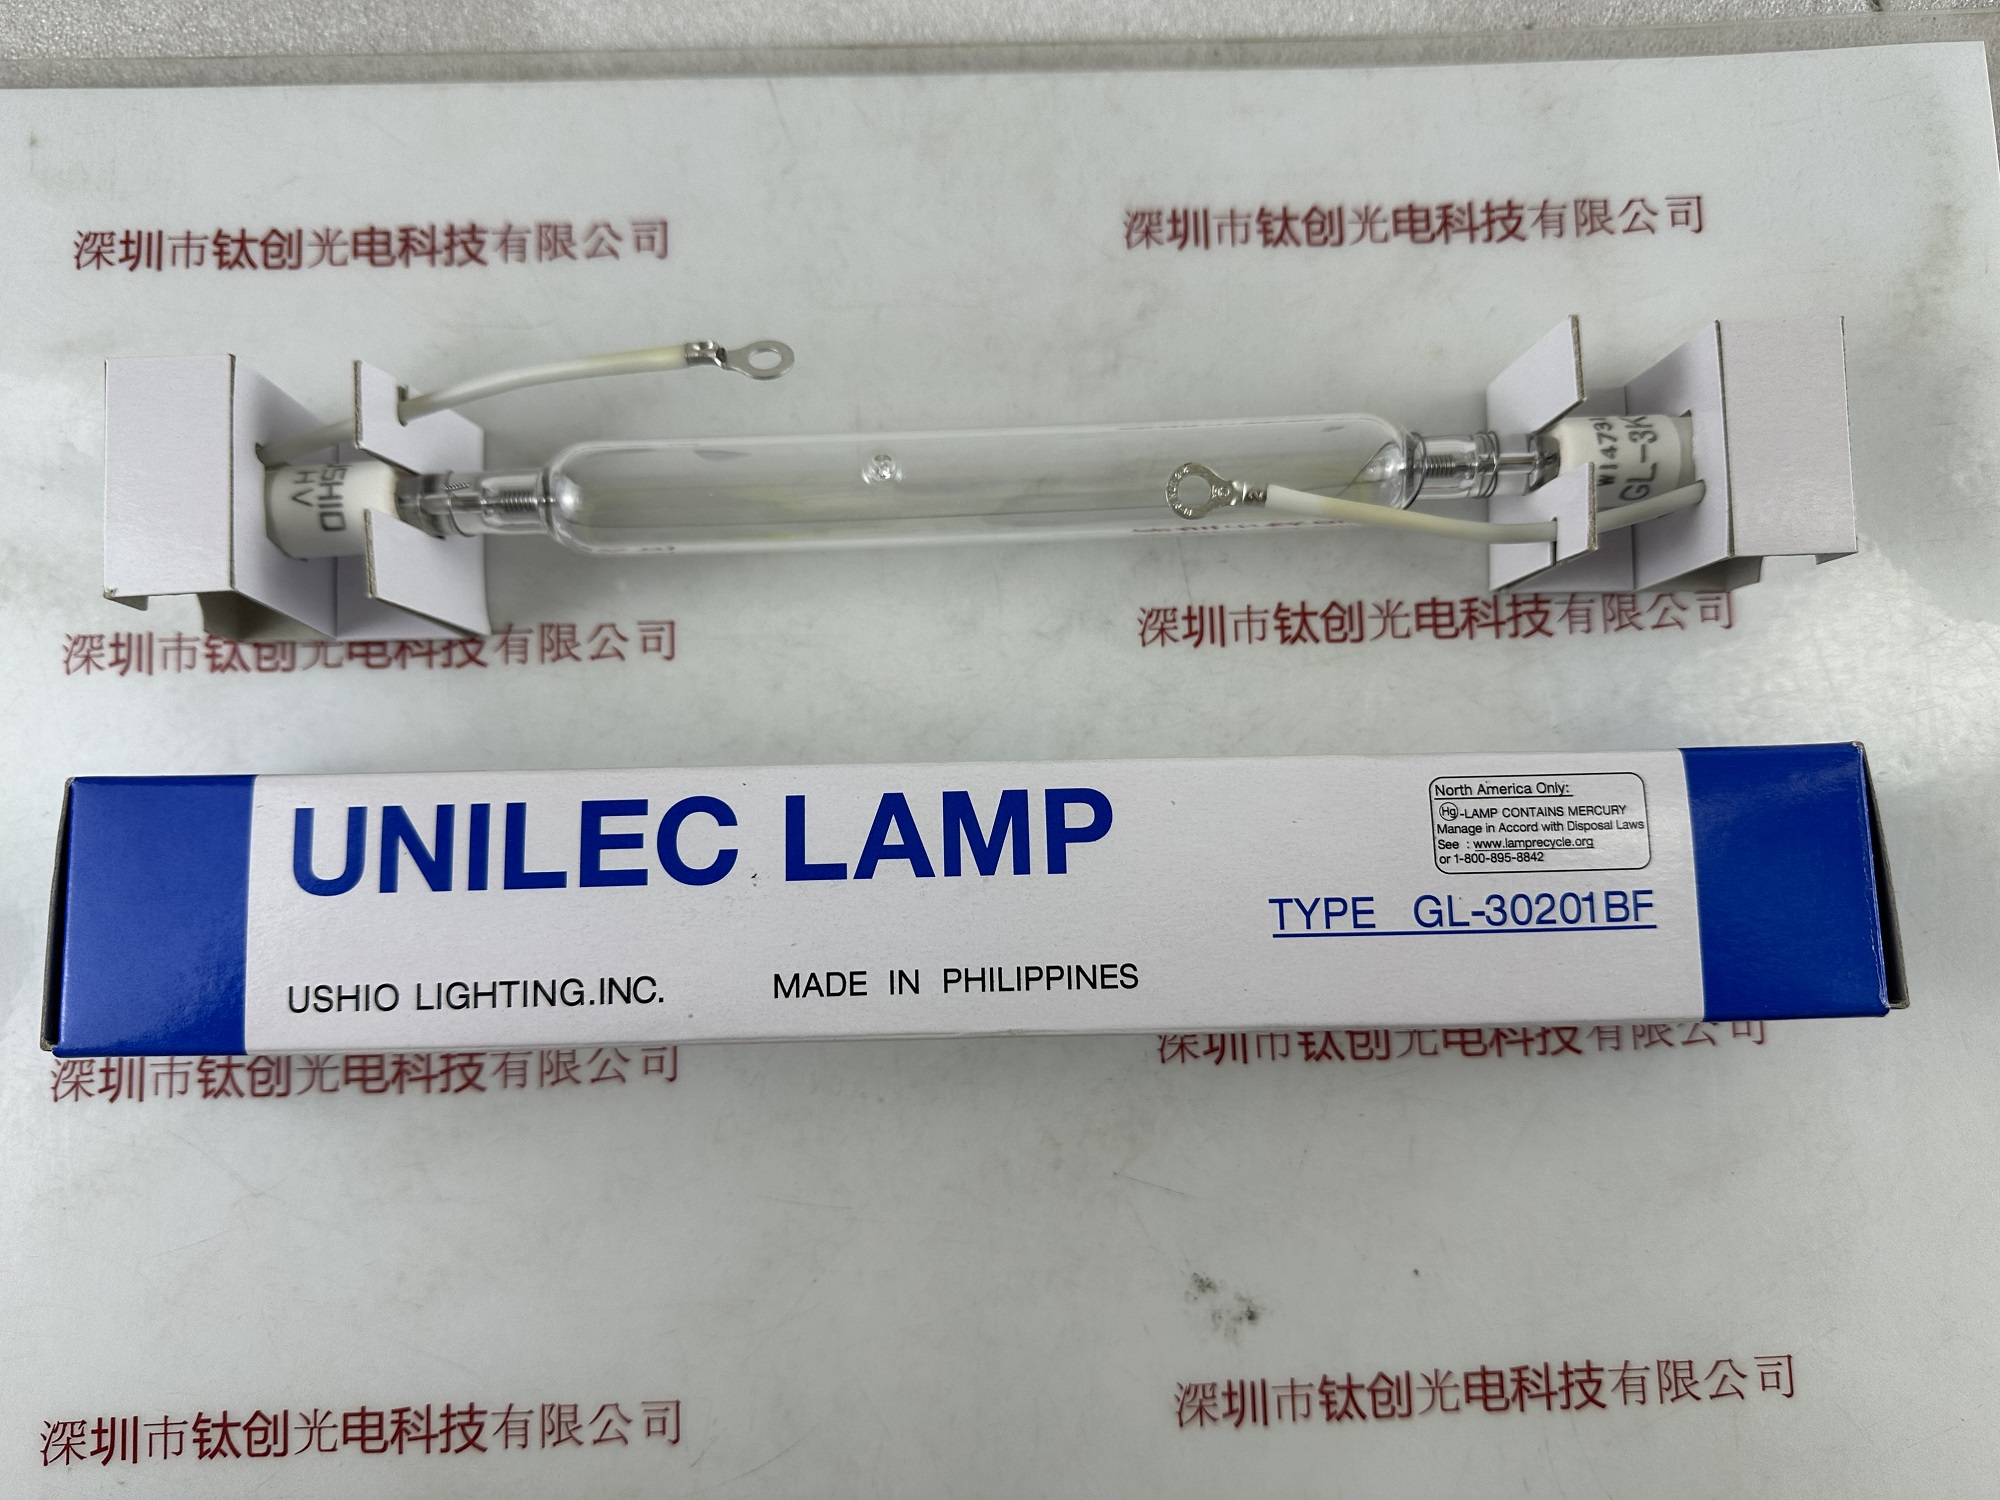 深圳市钛创光电科技有限公司
深圳市钛创光电科技有限公司
USHIO
HV
W1473
GL-3K
深圳市钛创光电科技有限公司
深圳市钛创光电科技有限公司
UNILEC LAMP
North America Only:
Hg-LAMP CONTAINS MERCURY
Manage in Accord with Disposal Laws
See : www.lamprecycle.org
or 1-800-895-8842
TYPE GL-30201BF
USHIO LIGHTING.INC. MADE IN PHILIPPINES
深圳市钛创光电科技有限公司
深圳市钛创光电科技有限公司
深圳市钛创光电科技有限公司
深圳市钛创光电科技有限公司